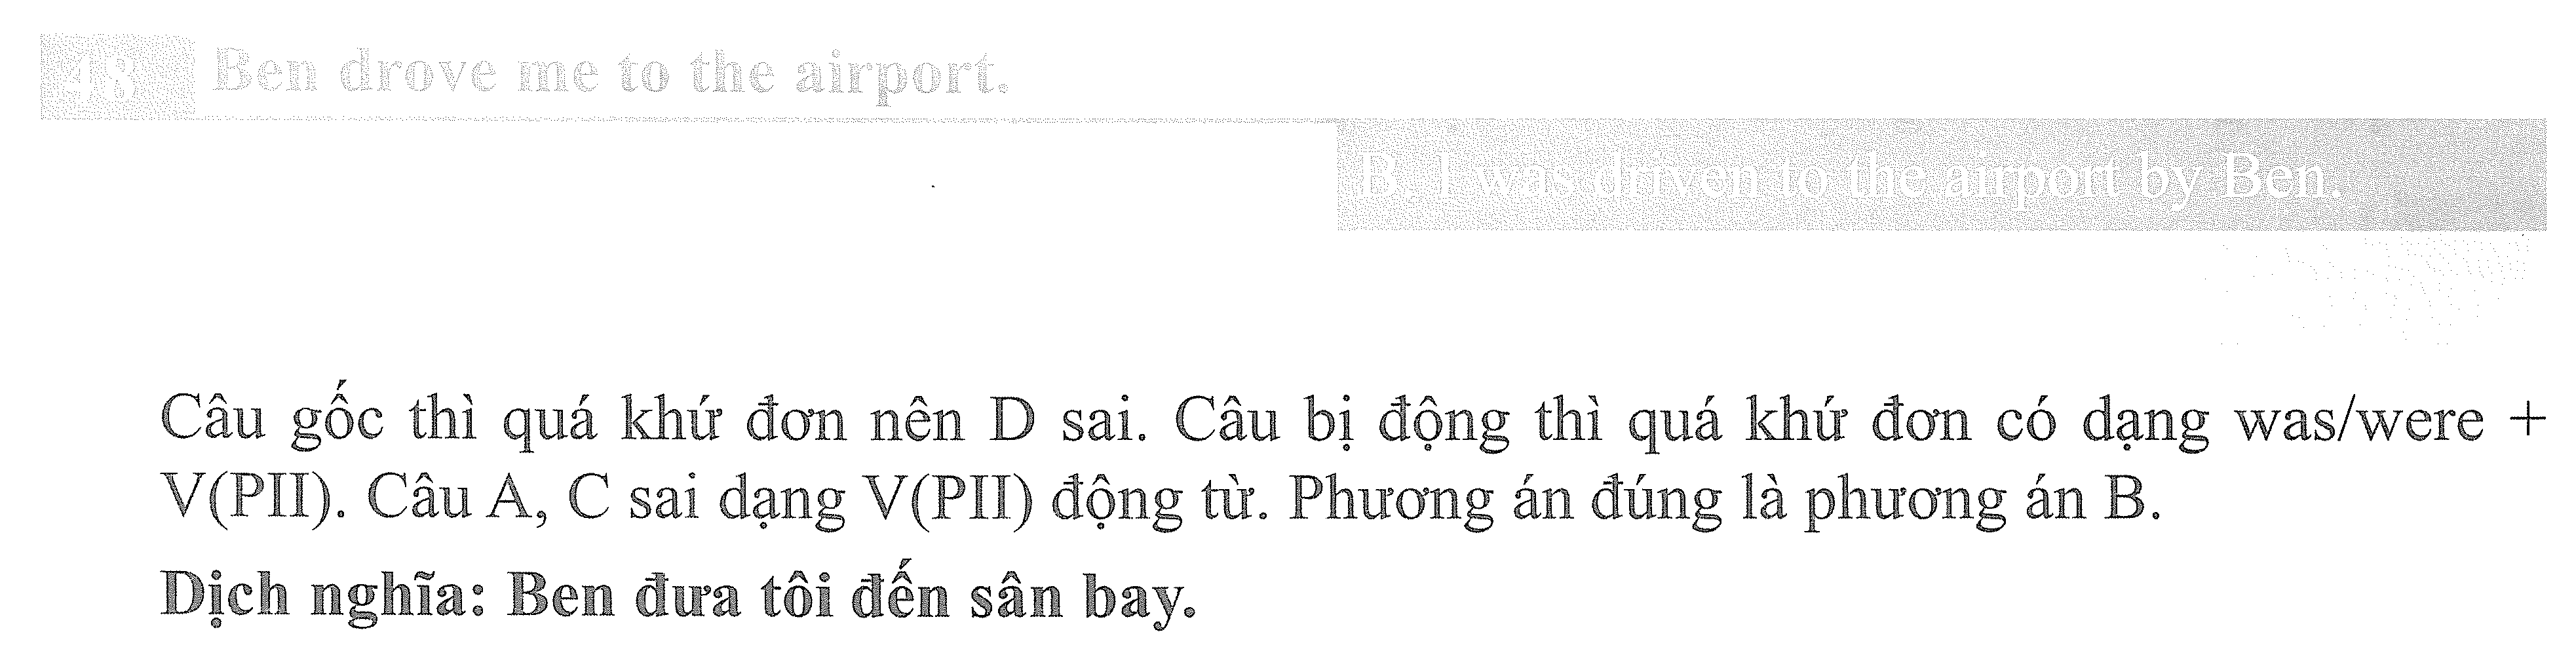 48 Ben drove me to the airport.
B. I was driven to the airport by Ben.
Câu gốc thì quá khứ đơn nên D sai. Câu bị động thì quá khứ đơn có dạng was/were +
V(PII). Câu A, C sai dạng V(PII) động từ. Phương án đúng là phương án B.
Dịch nghĩa: Ben đưa tôi đến sân bay.